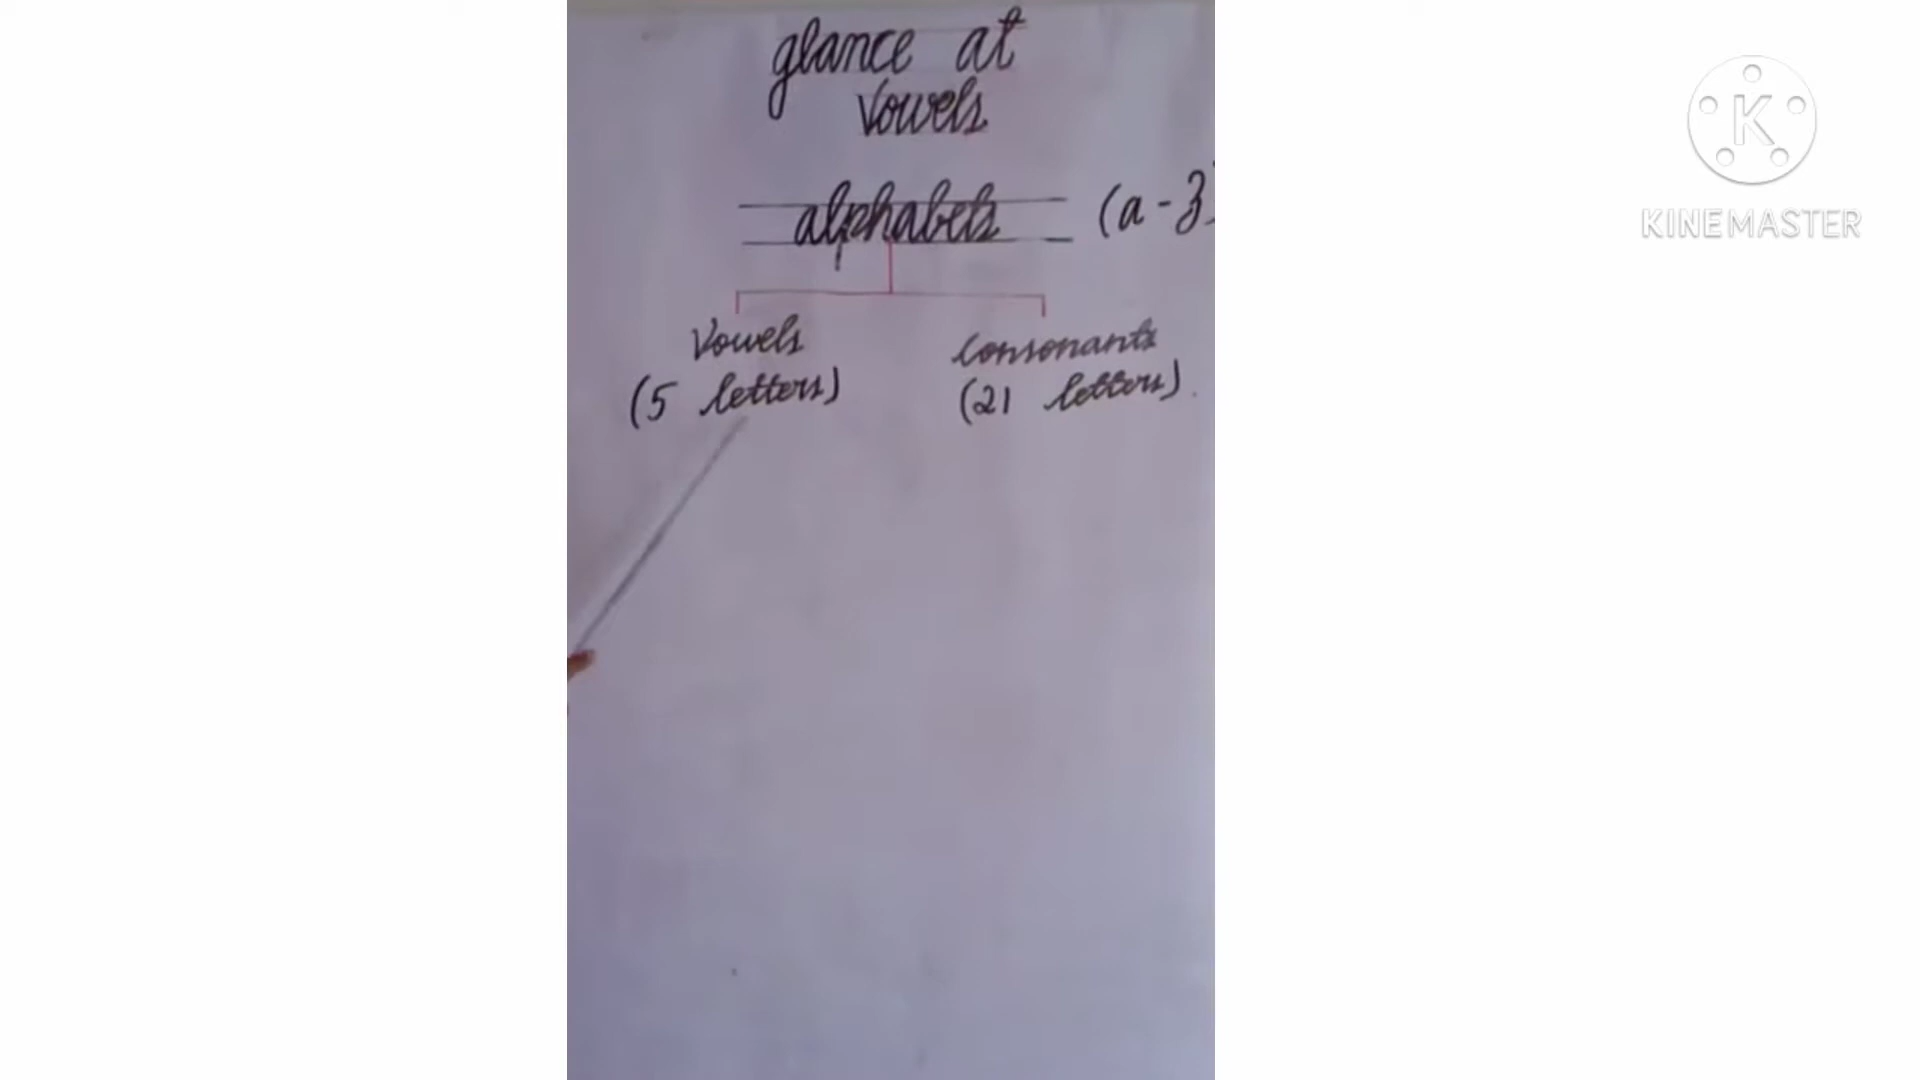 glance at
Vowels
alphabets (a-z)
Vowels Consonants
(5 letters) (21 letters).
K
KINEMASTER